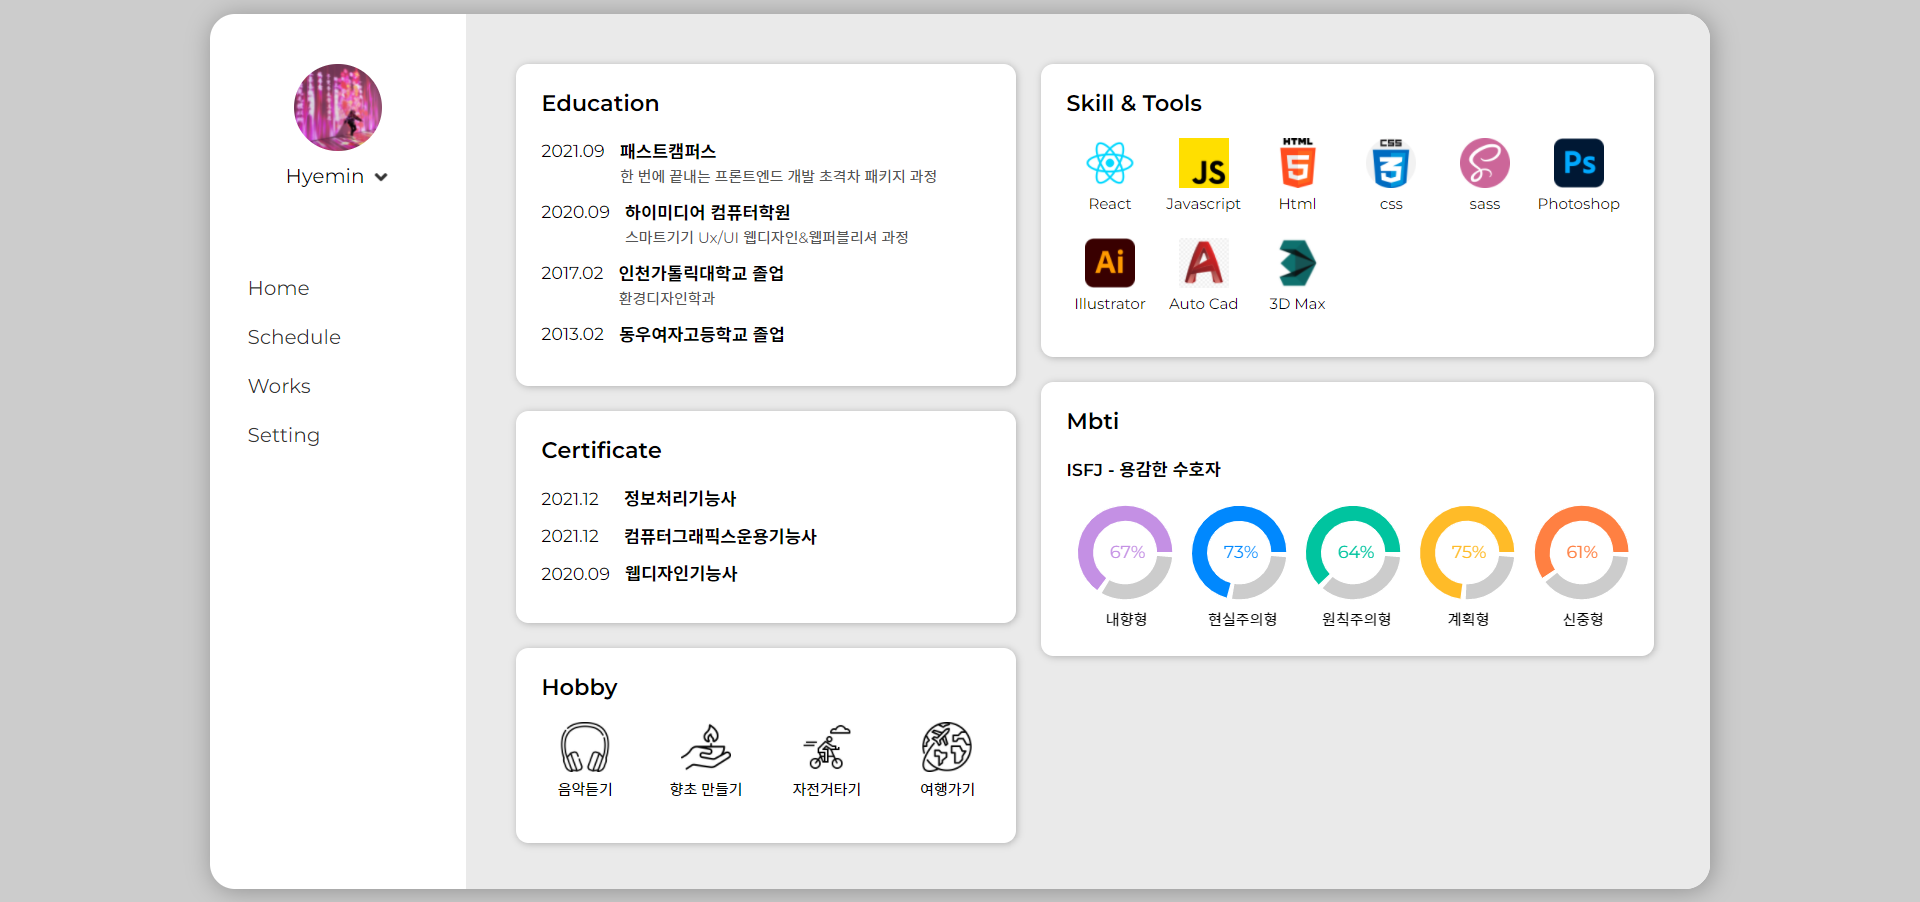 Hyemin
Home
Schedule
Works
Setting
Education
2021.09 패스트캠퍼스
한 번에 끝내는 프론트엔드 개발 초격차 패키지 과정
2020.09 하이미디어 컴퓨터학원
스마트기기 Ux/UI 웹디자인&웹퍼블리셔 과정
2017.02 인천가톨릭대학교 졸업
환경디자인학과
2013.02 동우여자고등학교 졸업
Certificate
2021.12 정보처리기능사
2021.12 컴퓨터그래픽스운용기능사
2020.09 웹디자인기능사
Hobby
음악듣기 향초 만들기 자전거타기 여행가기
Skill & Tools
JS HTML 5 CSS 3 Ps
React Javascript Html css sass Photoshop
Ai
Illustrator Auto Cad 3D Max
Mbti
ISFJ - 용감한 수호자
67% 73% 64% 75% 61%
내향형 현실주의형 원칙주의형 계획형 신중형